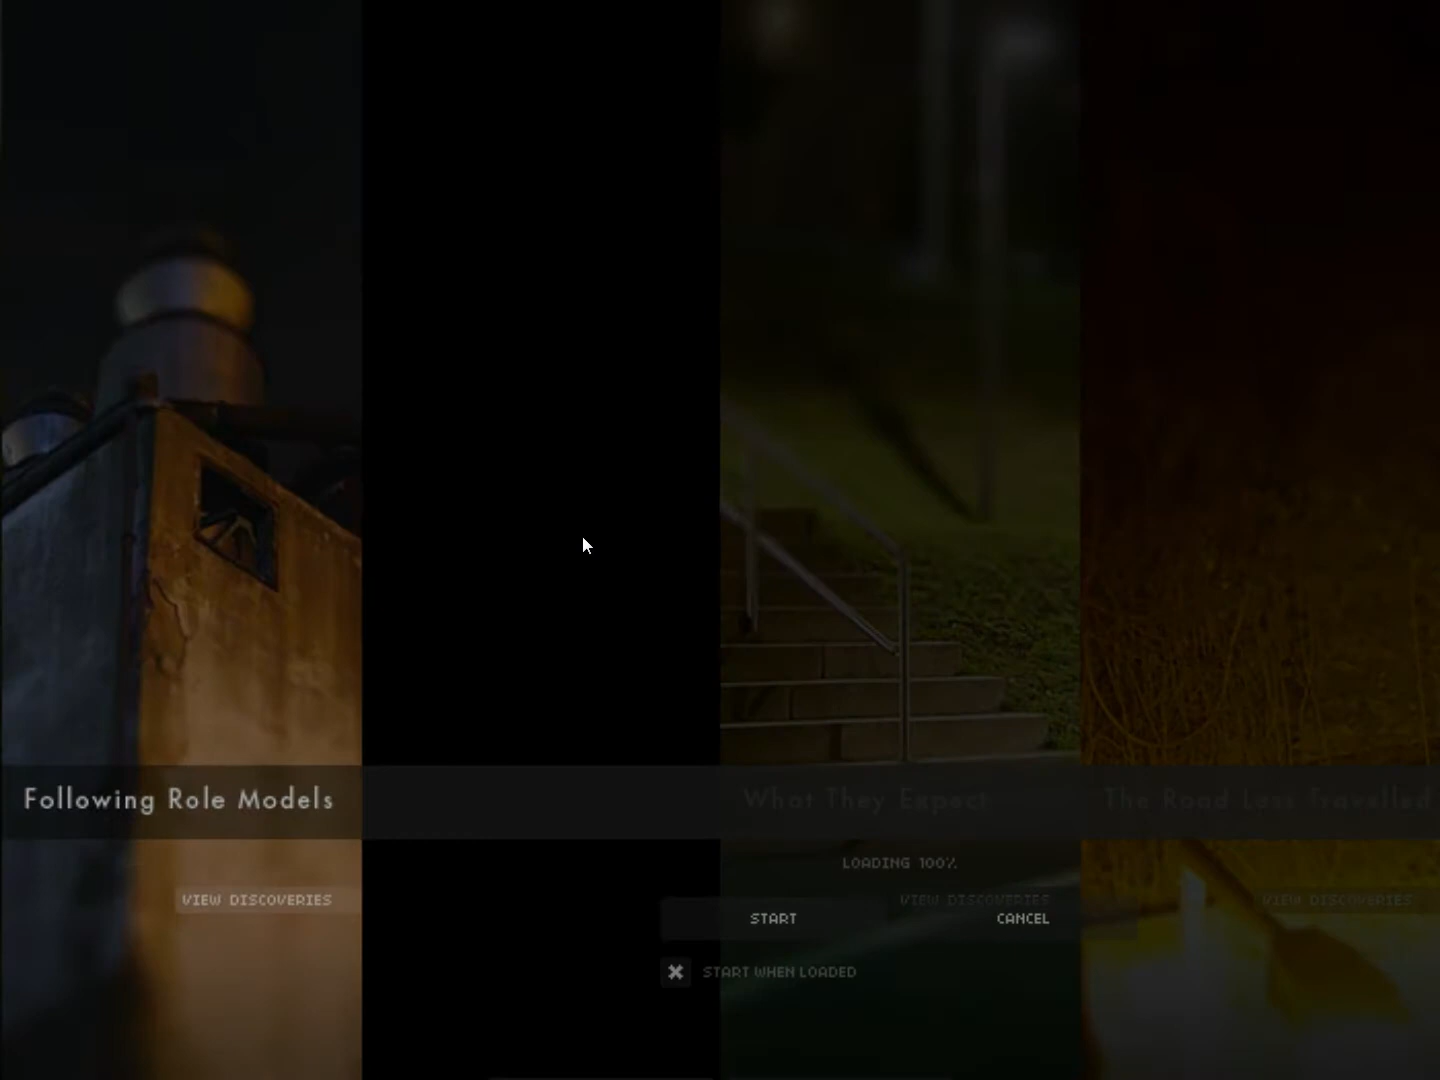 Following Role Models
What They Expect
The Road Less Travelled
LOADING 100%
VIEW DISCOVERIES
VIEW DISCOVERIES
VIEW DISCOVERIES
START
CANCEL
START WHEN LOADED